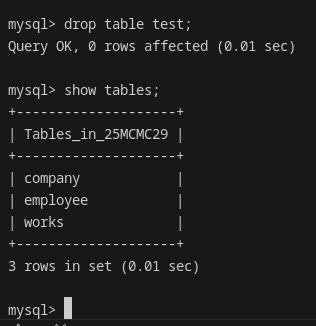 mysql> drop table test;
Query OK, 0 rows affected (0.01 sec)
mysql> show tables;
+--------------------+
| Tables_in_25MCMC29 |
+--------------------+
| company            |
| employee           |
| works              |
+--------------------+
3 rows in set (0.01 sec)
mysql>